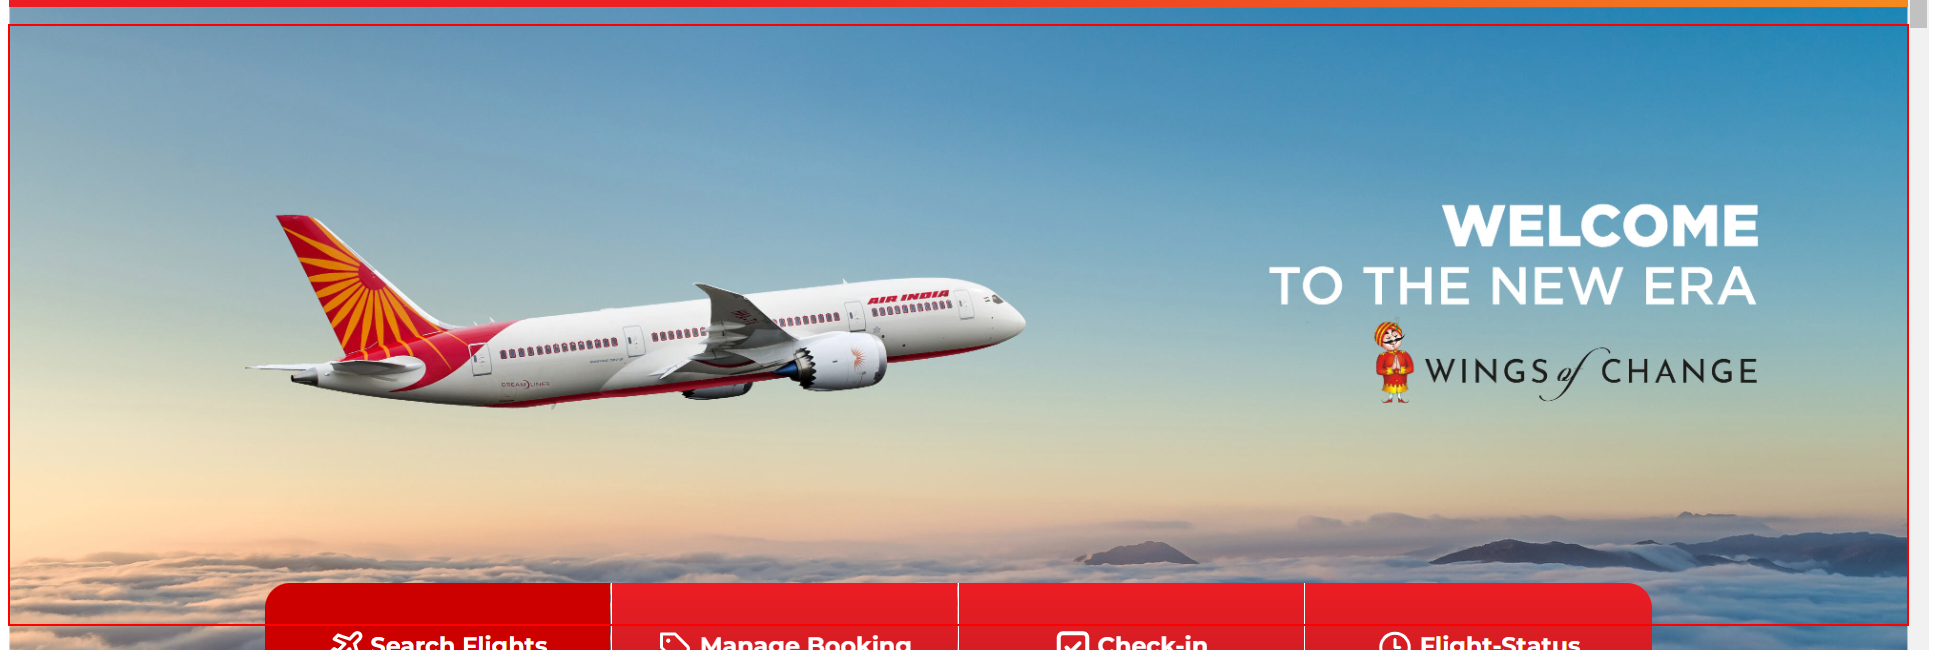 WELCOME
TO THE NEW ERA
WINGS of CHANGE
AIR INDIA
DREAMLINER
Search Flights
Manage Booking
Check-in
Flight-Status